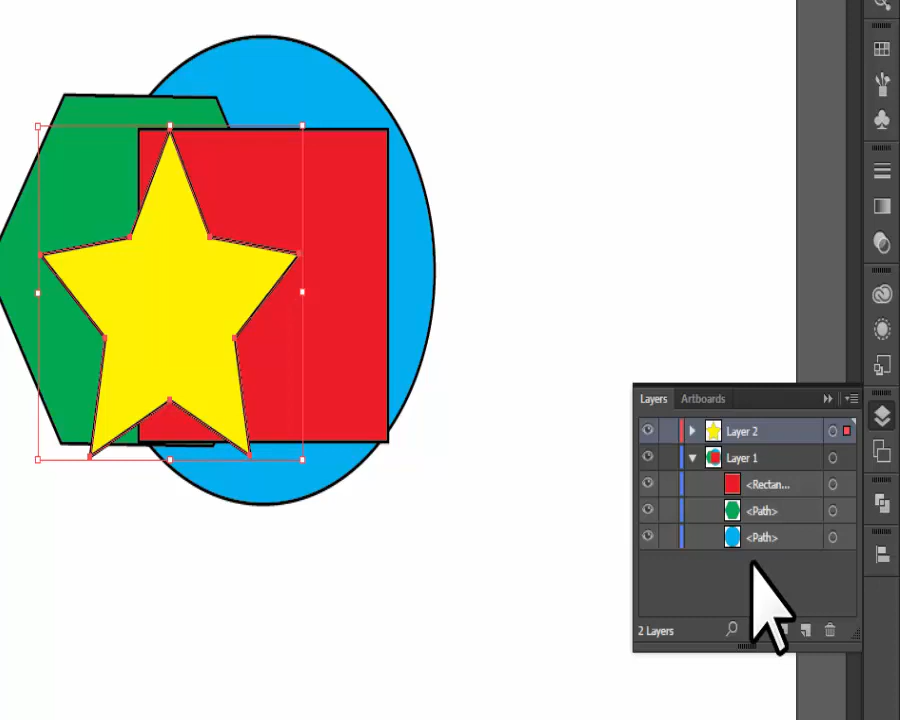 Layers Artboards
Layer 2
Layer 1
<Rectan...
<Path>
<Path>
2 Layers